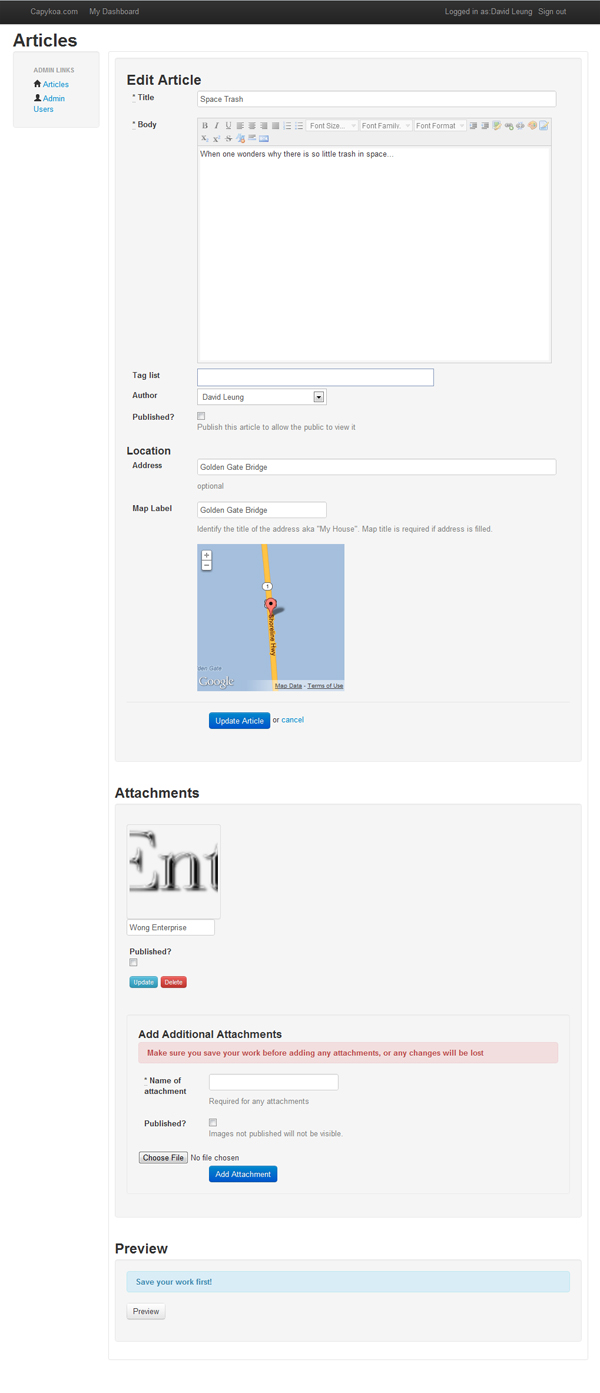 Capykoa.com My Dashboard Logged in as David Leung Sign out
Articles
ADMIN LINKS
Articles
Admin
Users
Edit Article
* Title Space Trash
* Body B I U Font Size... Font Family. Font Format
When one wonders why there is so little trash in space...
Tag list
Author David Leung
Published?
Publish this article to allow the public to view it
Location
Address Golden Gate Bridge
optional
Map Label Golden Gate Bridge
Identify the title of the address aka "My House". Map title is required if address is filled.
1
Shoreline Hwy
den Gate
Google Map Data - Terms of Use
Update Article or cancel
Attachments
Ent
Wong Enterprise
Published?
Update Delete
Add Additional Attachments
Make sure you save your work before adding any attachments, or any changes will be lost
* Name of
attachment
Required for any attachments
Published?
Images not published will not be visible.
Choose File No file chosen
Add Attachment
Preview
Save your work first!
Preview